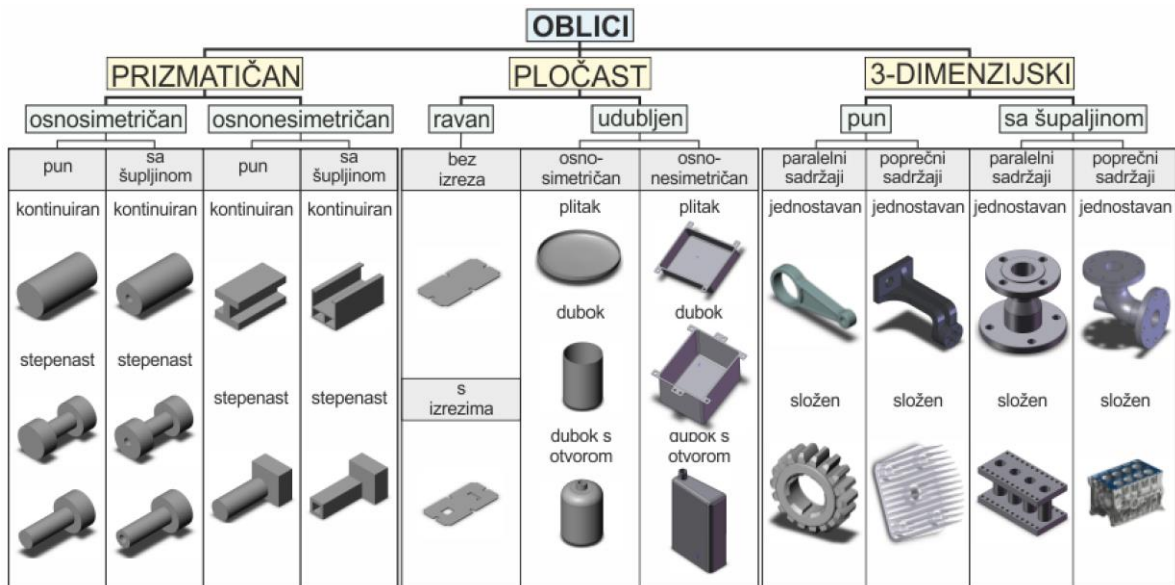 OBLICI
PRIZMATIČAN
PLOČAST
3-DIMENZIJSKI
osnosimetričan
osnonesimetričan
ravan
udubljen
pun
sa šupaljinom
pun
sa
šupljinom
pun
sa
šupljinom
bez
izreza
osno-
simetričan
osno-
nesimetričan
paralelni
sadržaji
poprečni
sadržaji
paralelni
sadržaji
poprečni
sadržaji
kontinuiran
kontinuiran
kontinuiran
kontinuiran
plitak
plitak
jednostavan
jednostavan
jednostavan
jednostavan
dubok
dubok
stepenast
stepenast
stepenast
stepenast
s
izrezima
složen
složen
složen
složen
dubok s
otvorom
dubok s
otvorom